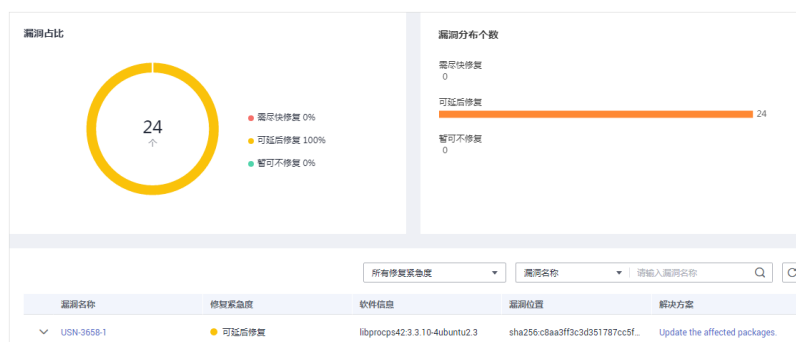 漏洞占比
24
个
需尽快修复 0%
可延后修复 100%
暂可不修复 0%
漏洞分布个数
需尽快修复
0
可延后修复
24
暂可不修复
0
所有修复紧急度
漏洞名称
请输入漏洞名称
漏洞名称 修复紧急度 软件信息 漏洞位置 解决方案
USN-3658-1 可延后修复 libprocps42:3.3.10-4ubuntu2.3 sha256:c8aa3ff3c3d351787cc5f... Update the affected packages.